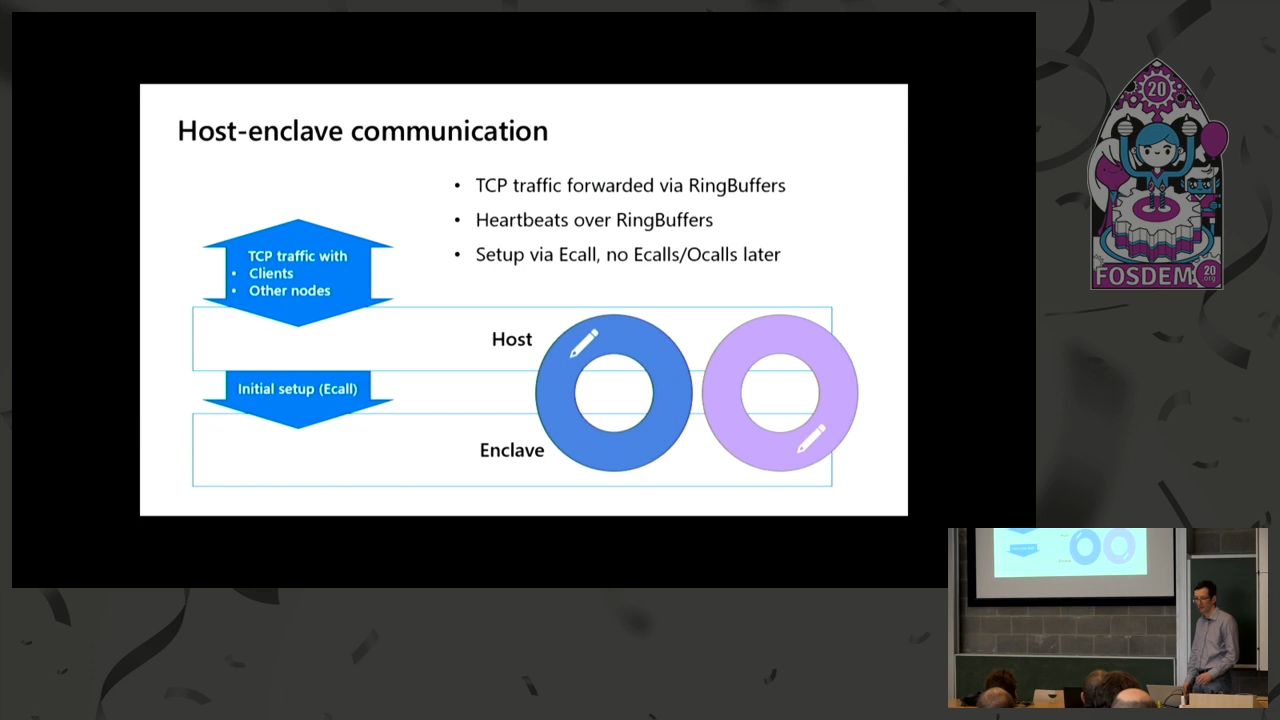 Host-enclave communication
• TCP traffic forwarded via RingBuffers
• Heartbeats over RingBuffers
• Setup via Ecall, no Ecalls/Ocalls later
TCP traffic with
• Clients
• Other nodes
Host
Initial setup (Ecall)
Enclave
20
FOSDEM
20
.org